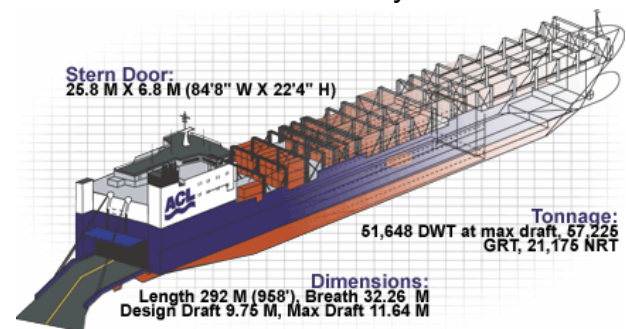 Stern Door:
25.8 M X 6.8 M (84'8" W X 22'4" H)
ACL
Tonnage:
51,648 DWT at max draft, 57,225
GRT, 21,175 NRT
Dimensions:
Length 292 M (958'), Breath 32.26 M
Design Draft 9.75 M, Max Draft 11.64 M